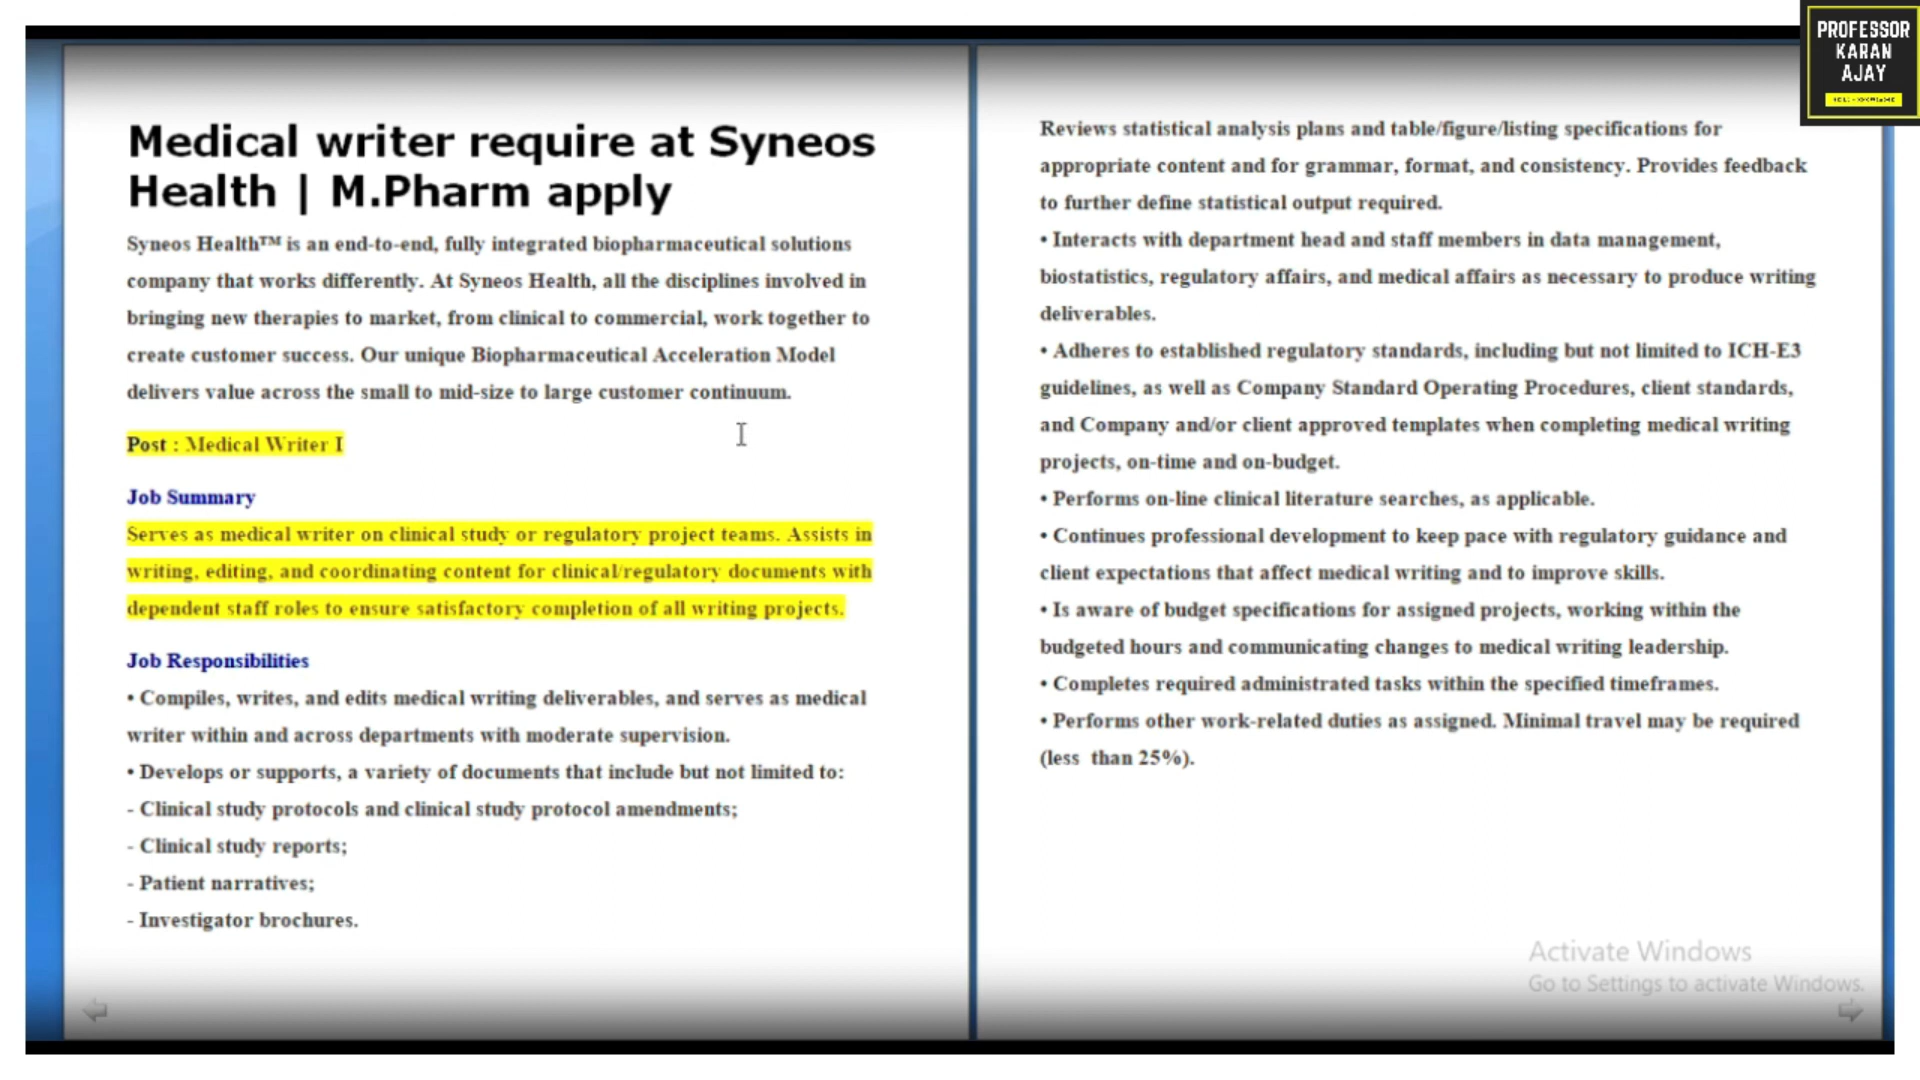 PROFESSOR
KARAN
AJAY
Medical writer require at Syneos
Health | M.Pharm apply
Syneos Health™ is an end-to-end, fully integrated biopharmaceutical solutions
company that works differently. At Syneos Health, all the disciplines involved in
bringing new therapies to market, from clinical to commercial, work together to
create customer success. Our unique Biopharmaceutical Acceleration Model
delivers value across the small to mid-size to large customer continuum.
Post : Medical Writer I
Job Summary
Serves as medical writer on clinical study or regulatory project teams. Assists in
writing, editing, and coordinating content for clinical/regulatory documents with
dependent staff roles to ensure satisfactory completion of all writing projects.
Job Responsibilities
• Compiles, writes, and edits medical writing deliverables, and serves as medical
writer within and across departments with moderate supervision.
• Develops or supports, a variety of documents that include but not limited to:
- Clinical study protocols and clinical study protocol amendments;
- Clinical study reports;
- Patient narratives;
- Investigator brochures.
Reviews statistical analysis plans and table/figure/listing specifications for
appropriate content and for grammar, format, and consistency. Provides feedback
to further define statistical output required.
• Interacts with department head and staff members in data management,
biostatistics, regulatory affairs, and medical affairs as necessary to produce writing
deliverables.
• Adheres to established regulatory standards, including but not limited to ICH-E3
guidelines, as well as Company Standard Operating Procedures, client standards,
and Company and/or client approved templates when completing medical writing
projects, on-time and on-budget.
• Performs on-line clinical literature searches, as applicable.
• Continues professional development to keep pace with regulatory guidance and
client expectations that affect medical writing and to improve skills.
• Is aware of budget specifications for assigned projects, working within the
budgeted hours and communicating changes to medical writing leadership.
• Completes required administrated tasks within the specified timeframes.
• Performs other work-related duties as assigned. Minimal travel may be required
(less than 25%).
Activate Windows
Go to Settings to activate Windows.